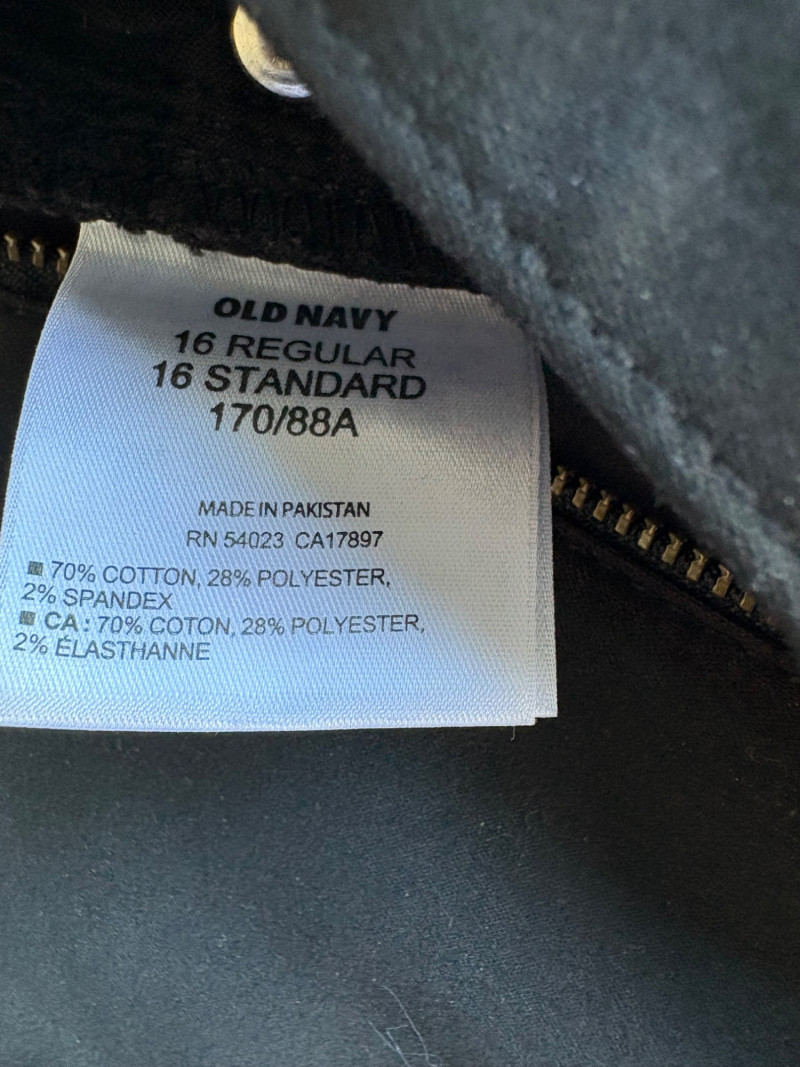 OLD NAVY
16 REGULAR
16 STANDARD
170/88A
MADE IN PAKISTAN
RN 54023 CA17897
■ 70% COTTON, 28% POLYESTER,
2% SPANDEX
■ CA : 70% COTON, 28% POLYESTER,
2% ÉLASTHANNE